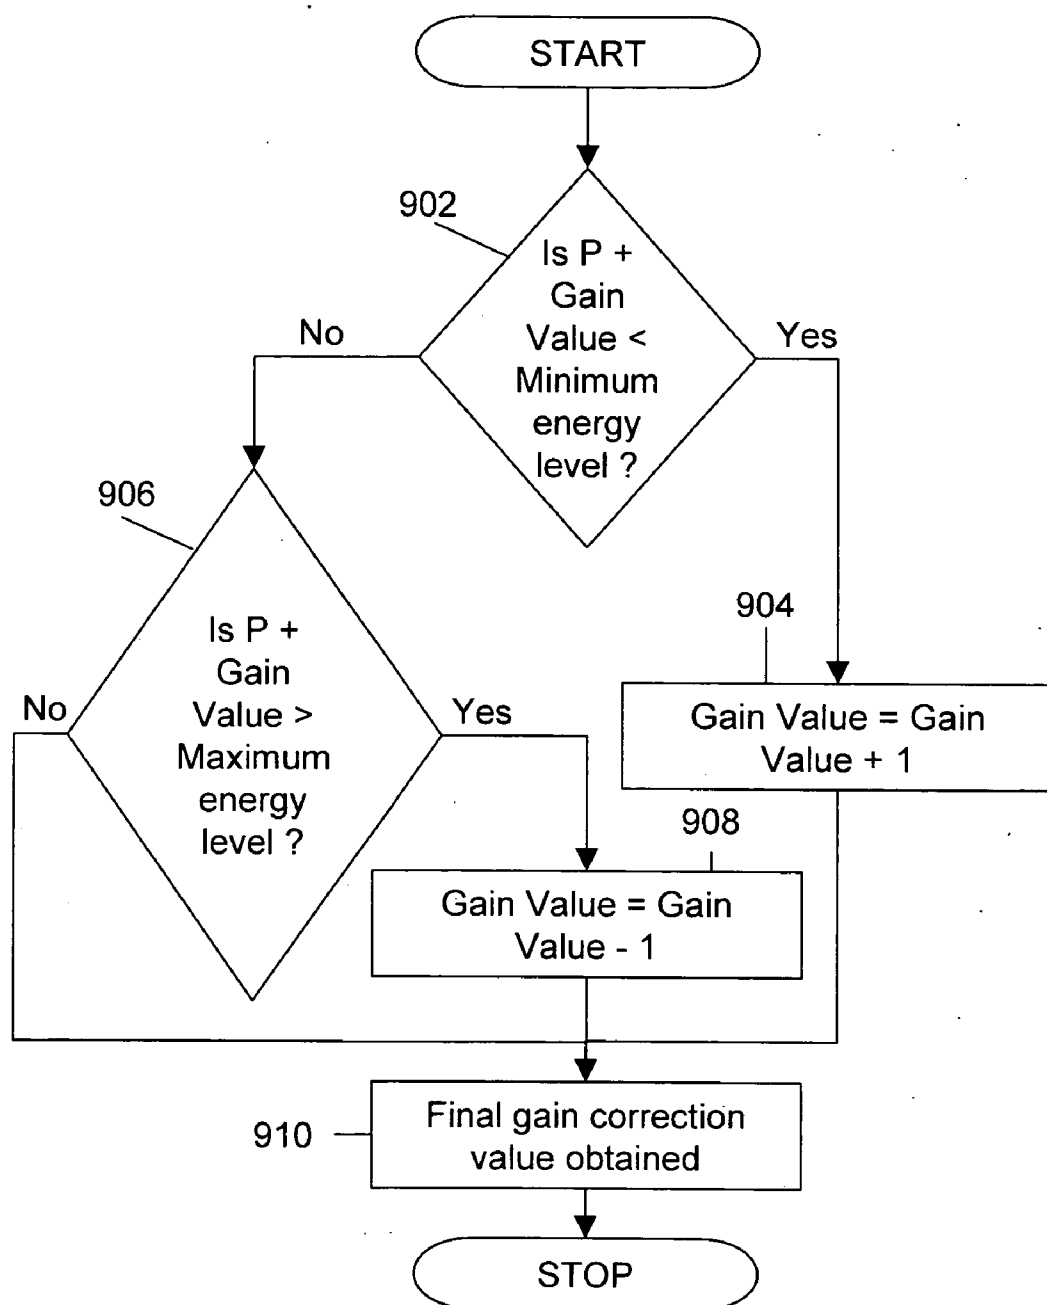 START
902
Is P +
Gain
Value <
Minimum
energy
level ?
No
Yes
906
Is P +
Gain
Value >
Maximum
energy
level ?
No
Yes
904
Gain Value = Gain
Value + 1
908
Gain Value = Gain
Value - 1
910
Final gain correction
value obtained
STOP